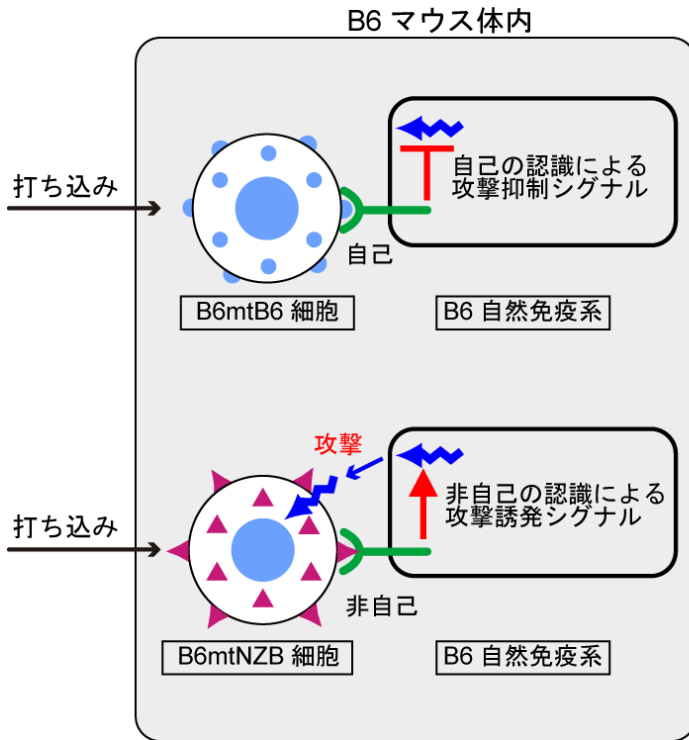 B6 マウス体内
打ち込み
自己の認識による
攻撃抑制シグナル
自己
B6mtB6 細胞
B6 自然免疫系
攻撃
打ち込み
非自己の認識による
攻撃誘発シグナル
非自己
B6mtNZB 細胞
B6 自然免疫系